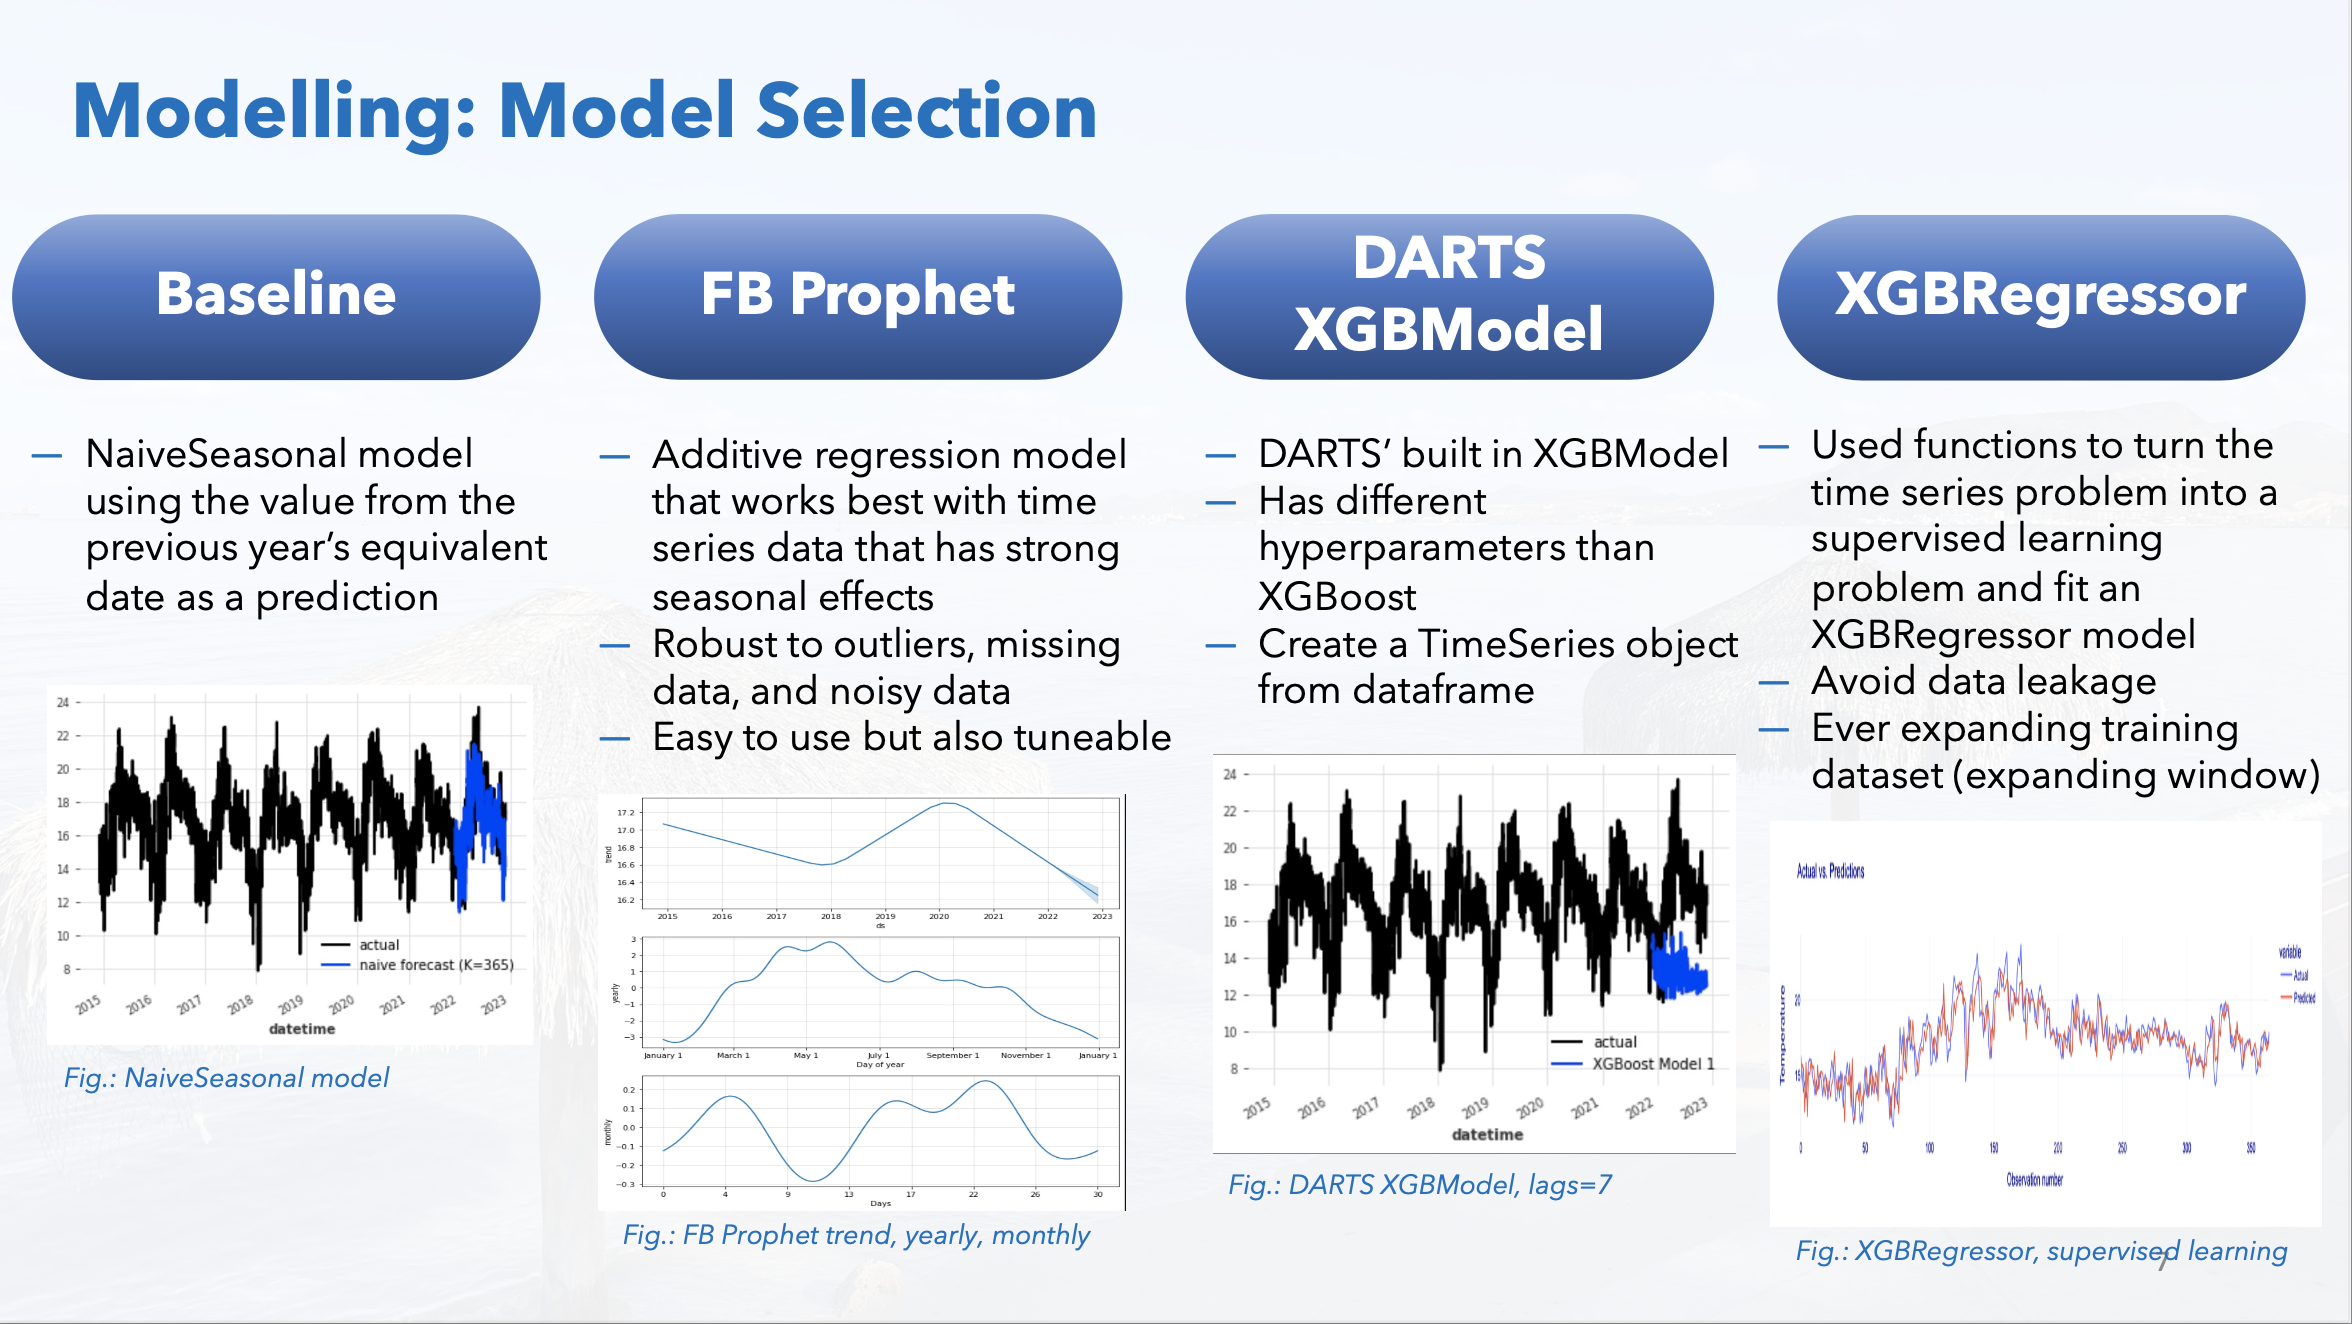 Modelling: Model Selection
Baseline
— NaiveSeasonal model
using the value from the
previous year’s equivalent
date as a prediction
24
22
20
18
16
14
12
10
8
actual
naive forecast (K=365)
2015
2016
2017
2018
2019
2020
2021
2022
2023
datetime
Fig.: NaiveSeasonal model
FB Prophet
— Additive regression model
that works best with time
series data that has strong
seasonal effects
— Robust to outliers, missing
data, and noisy data
— Easy to use but also tuneable
trend
17.2
17.0
16.8
16.6
16.4
16.2
2015 2016 2017 2018 2019 2020 2021 2022 2023
ds
yearly
3
2
1
0
−1
−2
−3
January 1 March 1 May 1 July 1 September 1 November 1 January 1
Day of year
monthly
0.2
0.1
0.0
−0.1
−0.2
−0.3
0 4 9 13 17 22 26 30
Days
Fig.: FB Prophet trend, yearly, monthly
DARTS
XGBModel
— DARTS’ built in XGBModel
— Has different
hyperparameters than
XGBoost
— Create a TimeSeries object
from dataframe
24
22
20
18
16
14
12
10
8
actual
XGBoost Model 1
2015
2016
2017
2018
2019
2020
2021
2022
2023
datetime
Fig.: DARTS XGBModel, lags=7
XGBRegressor
— Used functions to turn the
time series problem into a
supervised learning
problem and fit an
XGBRegressor model
— Avoid data leakage
— Ever expanding training
dataset (expanding window)
Actual vs. Predictions
variable
Actual
Predicted
Temperature
20
15
0 50 100 150 200 250 300 350
Observation number
Fig.: XGBRegressor, supervised learning
7